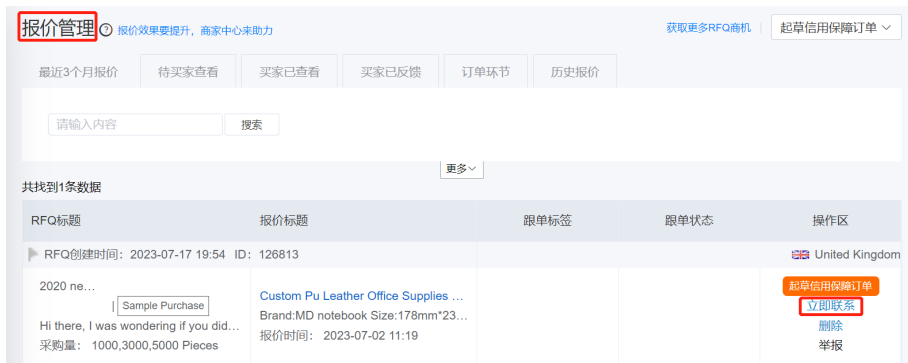 报价管理 ? 报价效果要提升，商家中心来助力 获取更多RFQ商机 起草信用保障订单
最近3个月报价 待买家查看 买家已查看 买家已反馈 订单环节 历史报价
请输入内容 搜索
更多
共找到1条数据
RFQ标题 报价标题 跟单标签 跟单状态 操作区
RFQ创建时间：2023-07-17 19:54 ID：126813 United Kingdom
2020 ne… 起草信用保障订单
Sample Purchase Custom Pu Leather Office Supplies … 立即联系
Hi there, I was wondering if you did… Brand:MD notebook Size:178mm*23… 删除
采购量： 1000,3000,5000 Pieces 报价时间： 2023-07-02 11:19 举报